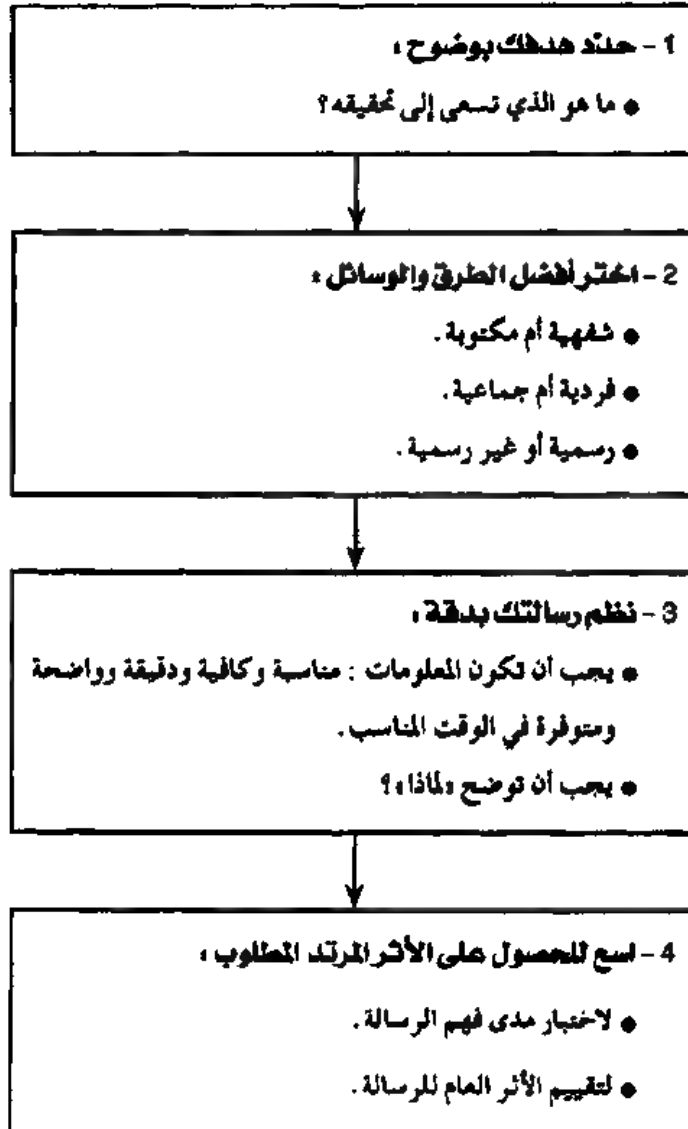 1 - حدّد هدفك بوضوح :
● ما هو الذي تسعى إلى تحقيقه؟
2 - اختر أفضل الطرق والوسائل :
● شفهية أم مكتوبة .
● فردية أم جماعية .
● رسمية أو غير رسمية .
3 - نظم رسالتك بدقة :
● يجب أن تكون المعلومات : مناسبة وكافية ودقيقة وواضحة
ومتوفرة في الوقت المناسب .
● يجب أن توضح «لماذا»؟
4 - اسع للحصول على الأثر المرتد المطلوب :
● لاختبار مدى فهم الرسالة .
● لتقييم الأثر العام للرسالة .